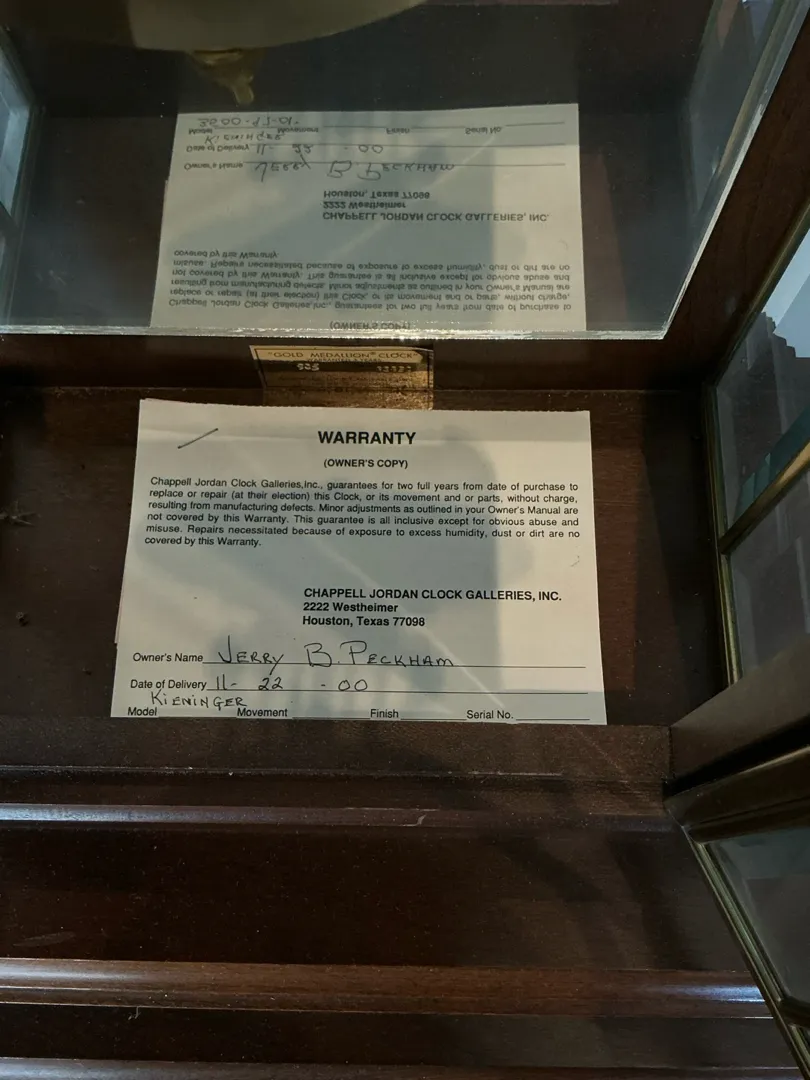 "GOLD MEDALLION" CLOCK
WARRANTY
(OWNER'S COPY)
Chappell Jordan Clock Galleries,Inc., guarantees for two full years from date of purchase to
replace or repair (at their election) this Clock, or its movement and or parts, without charge,
resulting from manufacturing defects. Minor adjustments as outlined in your Owner's Manual are
not covered by this Warranty. This guarantee is all inclusive except for obvious abuse and
misuse. Repairs necessitated because of exposure to excess humidity, dust or dirt are no
covered by this Warranty.
CHAPPELL JORDAN CLOCK GALLERIES, INC.
2222 Westheimer
Houston, Texas 77098
Owner's Name JERRY B. PECKHAM
Date of Delivery 11- 22 - 00
KIENINGER
Model Movement Finish Serial No.